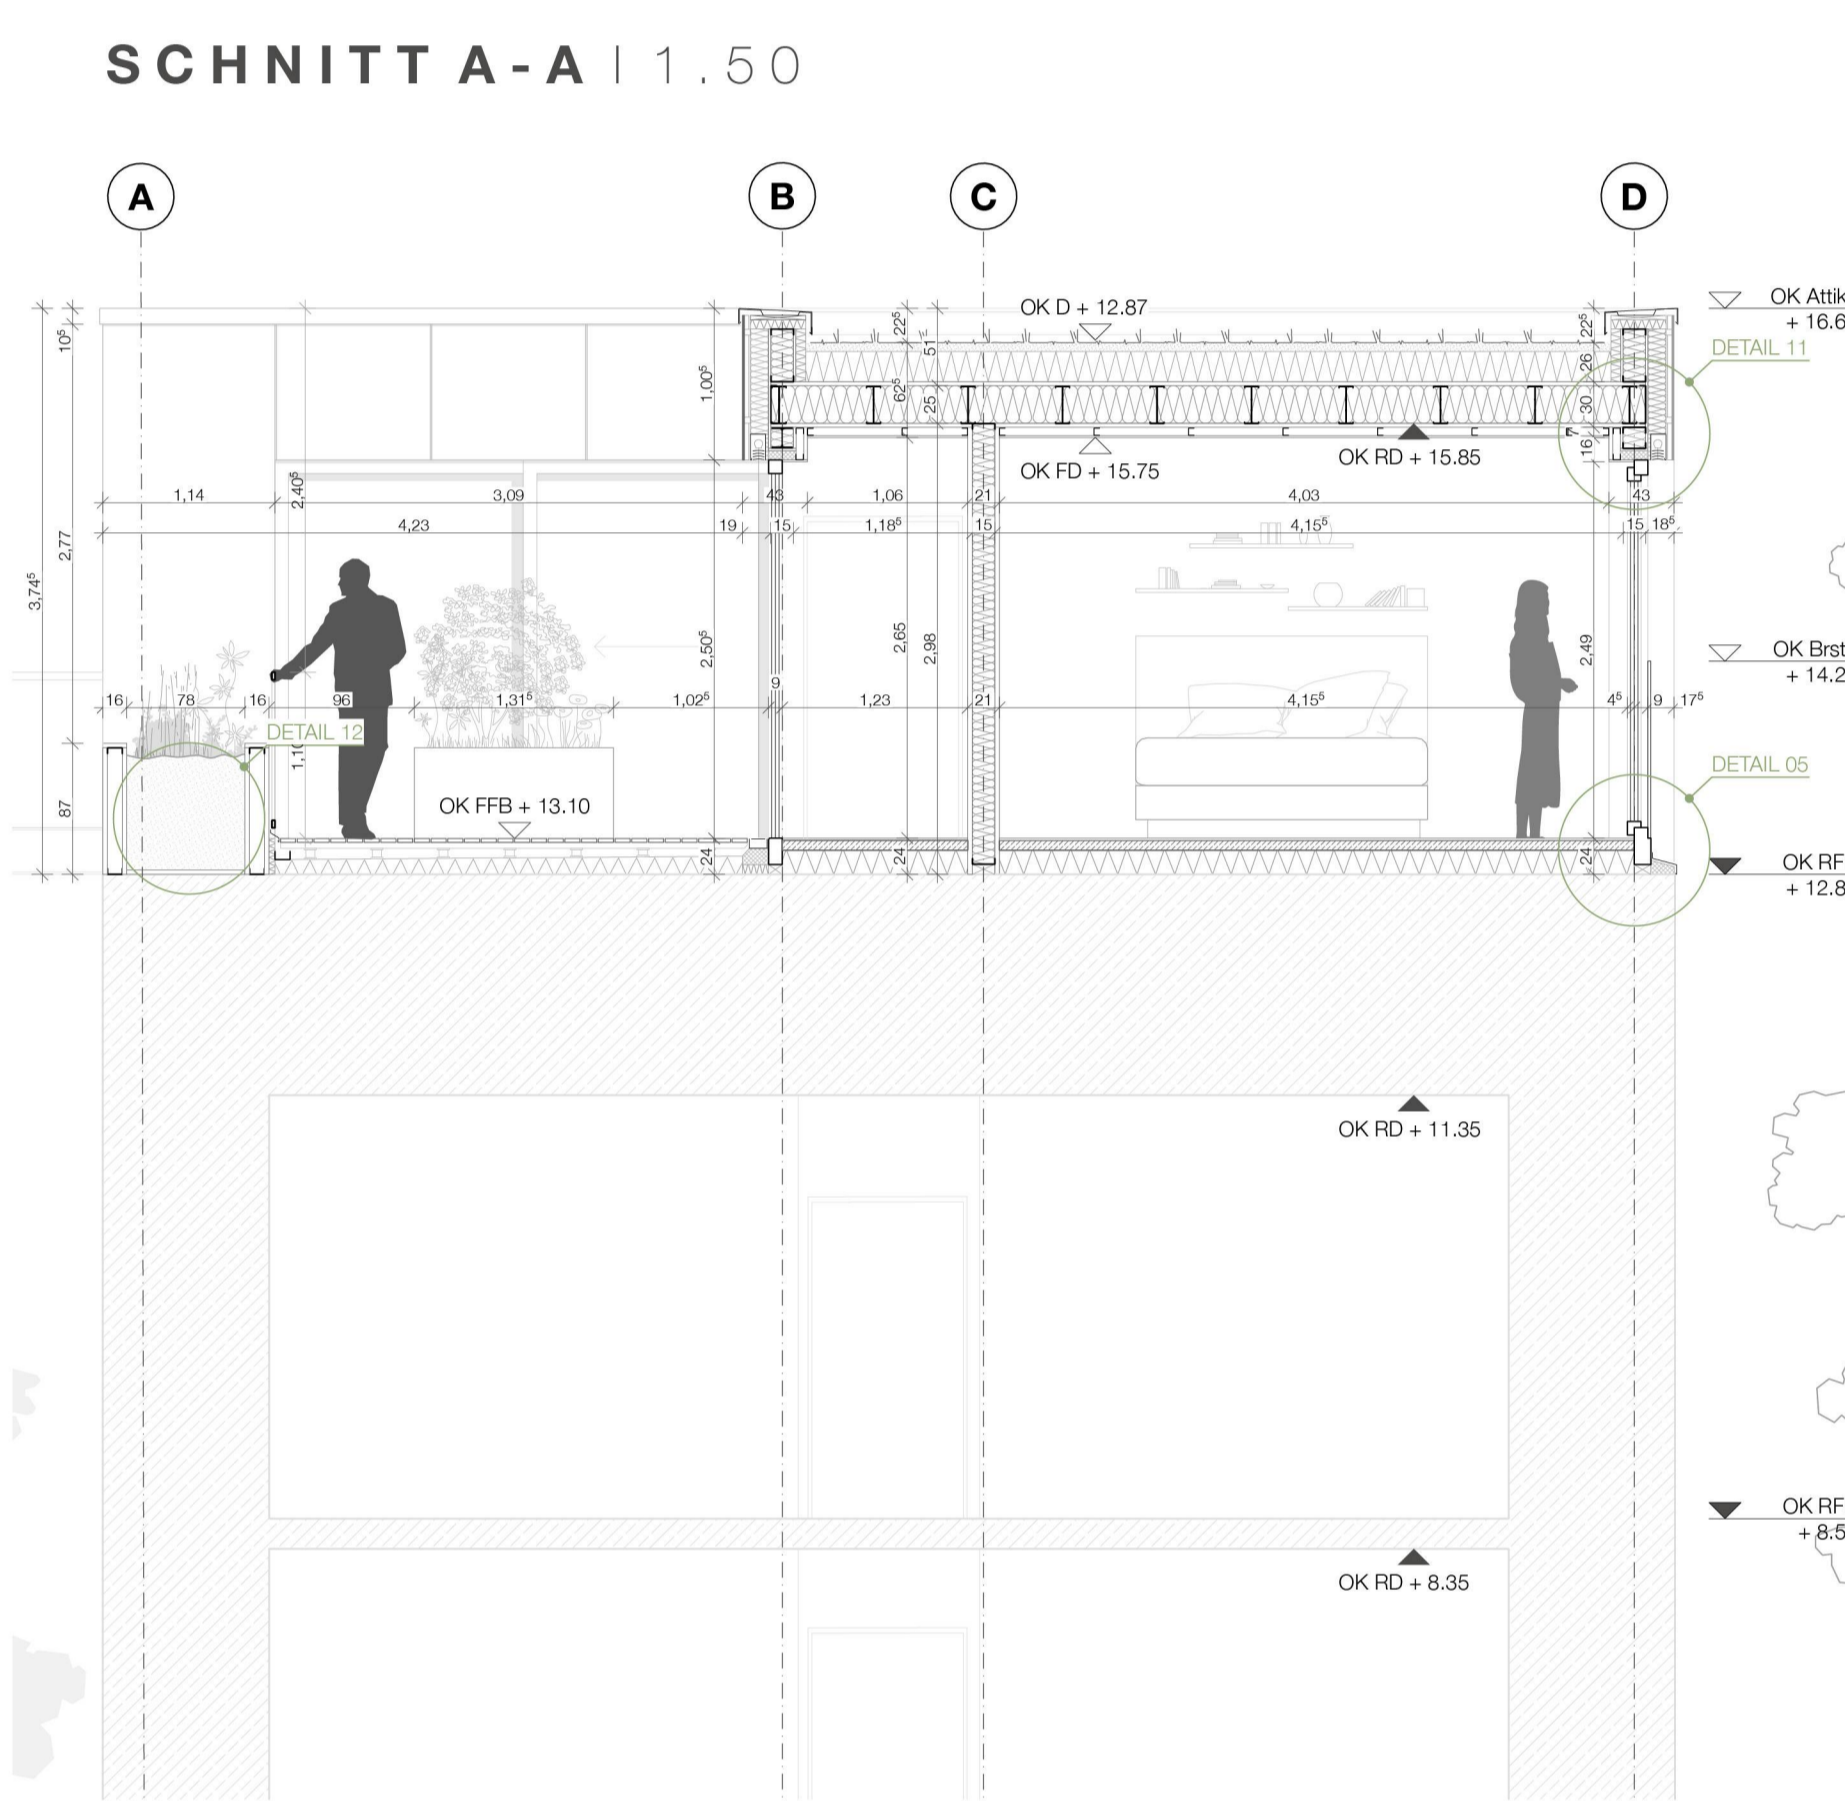 SCHNITT A-A | 1.50
A B C D
OK D + 12.87
OK Attik
+ 16.6
DETAIL 11
10⁵
1,00⁵
22⁵
51
62⁵
25
22⁵
26
30
7
16
OK FD + 15.75
OK RD + 15.85
2,40⁵
1,14 3,09 43 1,06 21 4,03 43
4,23 19 15 1,18⁵ 15 4,15⁵ 15 18⁵
2,77
3,74⁵
2,50⁵
2,65
2,98
2,49
OK Brst
+ 14.2
9
16 78 16 96 1,31⁵ 1,02⁵ 1,23 21 4,15⁵ 4⁵ 9 17⁵
DETAIL 12
1,10
DETAIL 05
87
OK FFB + 13.10
24
24
24
OK RF
+ 12.8
OK RD + 11.35
OK RF
+ 8.5
OK RD + 8.35